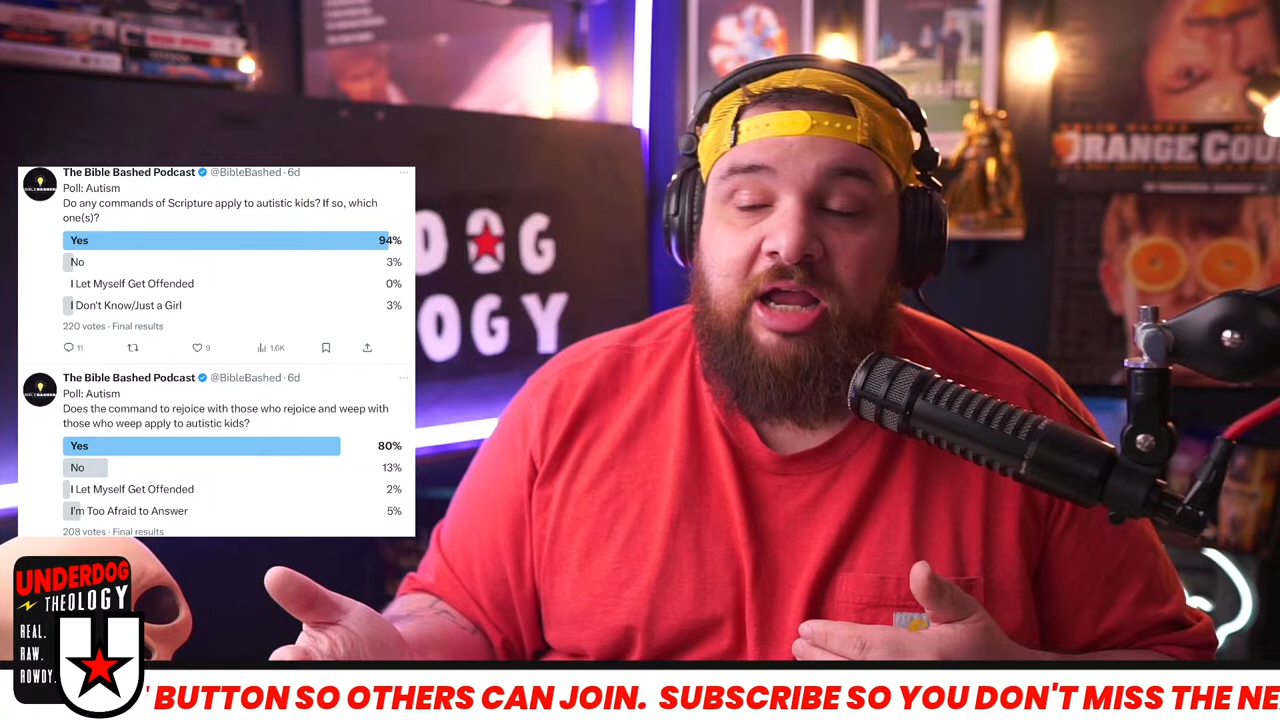 The Bible Bashed Podcast @BibleBashed · 6d
Poll: Autism
Do any commands of Scripture apply to autistic kids? If so, which
one(s)?
Yes 94%
No 3%
I Let Myself Get Offended 0%
I Don't Know/Just a Girl 3%
220 votes · Final results
11 9 1.6K
The Bible Bashed Podcast @BibleBashed · 6d
Poll: Autism
Does the command to rejoice with those who rejoice and weep with
those who weep apply to autistic kids?
Yes 80%
No 13%
I Let Myself Get Offended 2%
I'm Too Afraid to Answer 5%
208 votes · Final results
OG
OGY
RANGE COU
UNDERDOG
THEOLOGY
REAL.
RAW.
ROWDY.
U
BUTTON SO OTHERS CAN JOIN. SUBSCRIBE SO YOU DON'T MISS THE NE